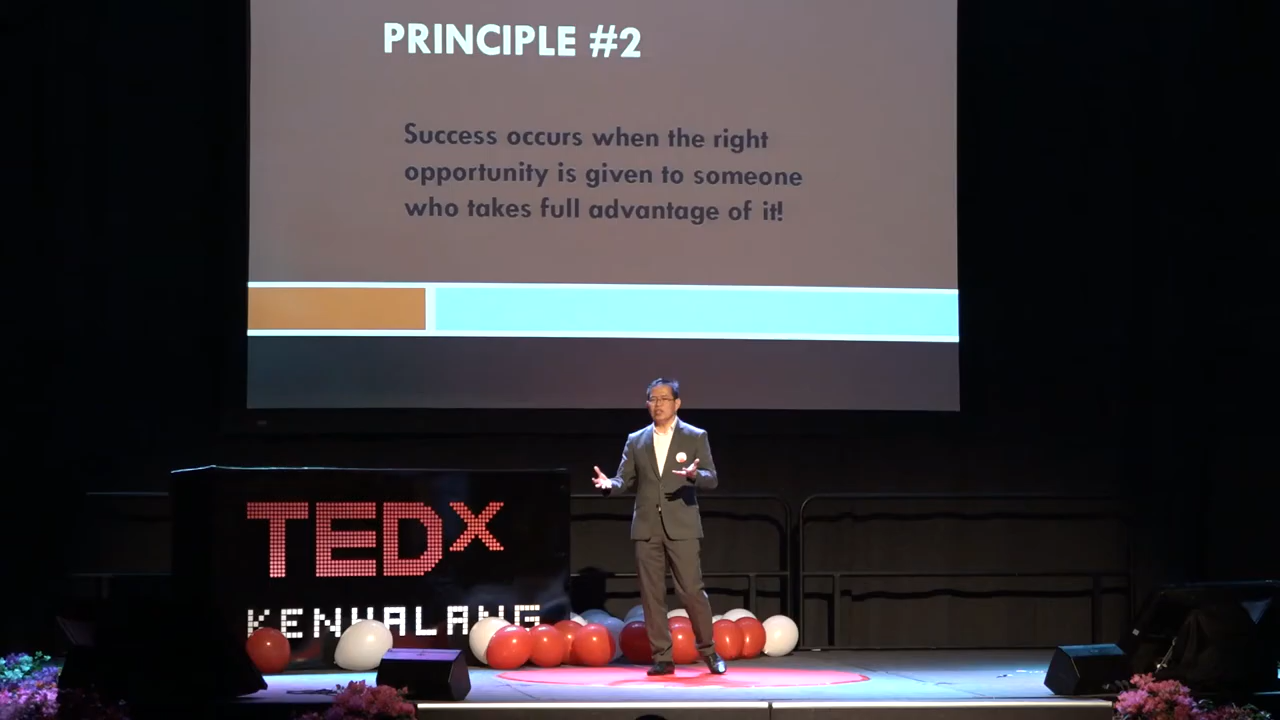 PRINCIPLE #2
Success occurs when the right
opportunity is given to someone
who takes full advantage of it!
TEDx
KENYALANG